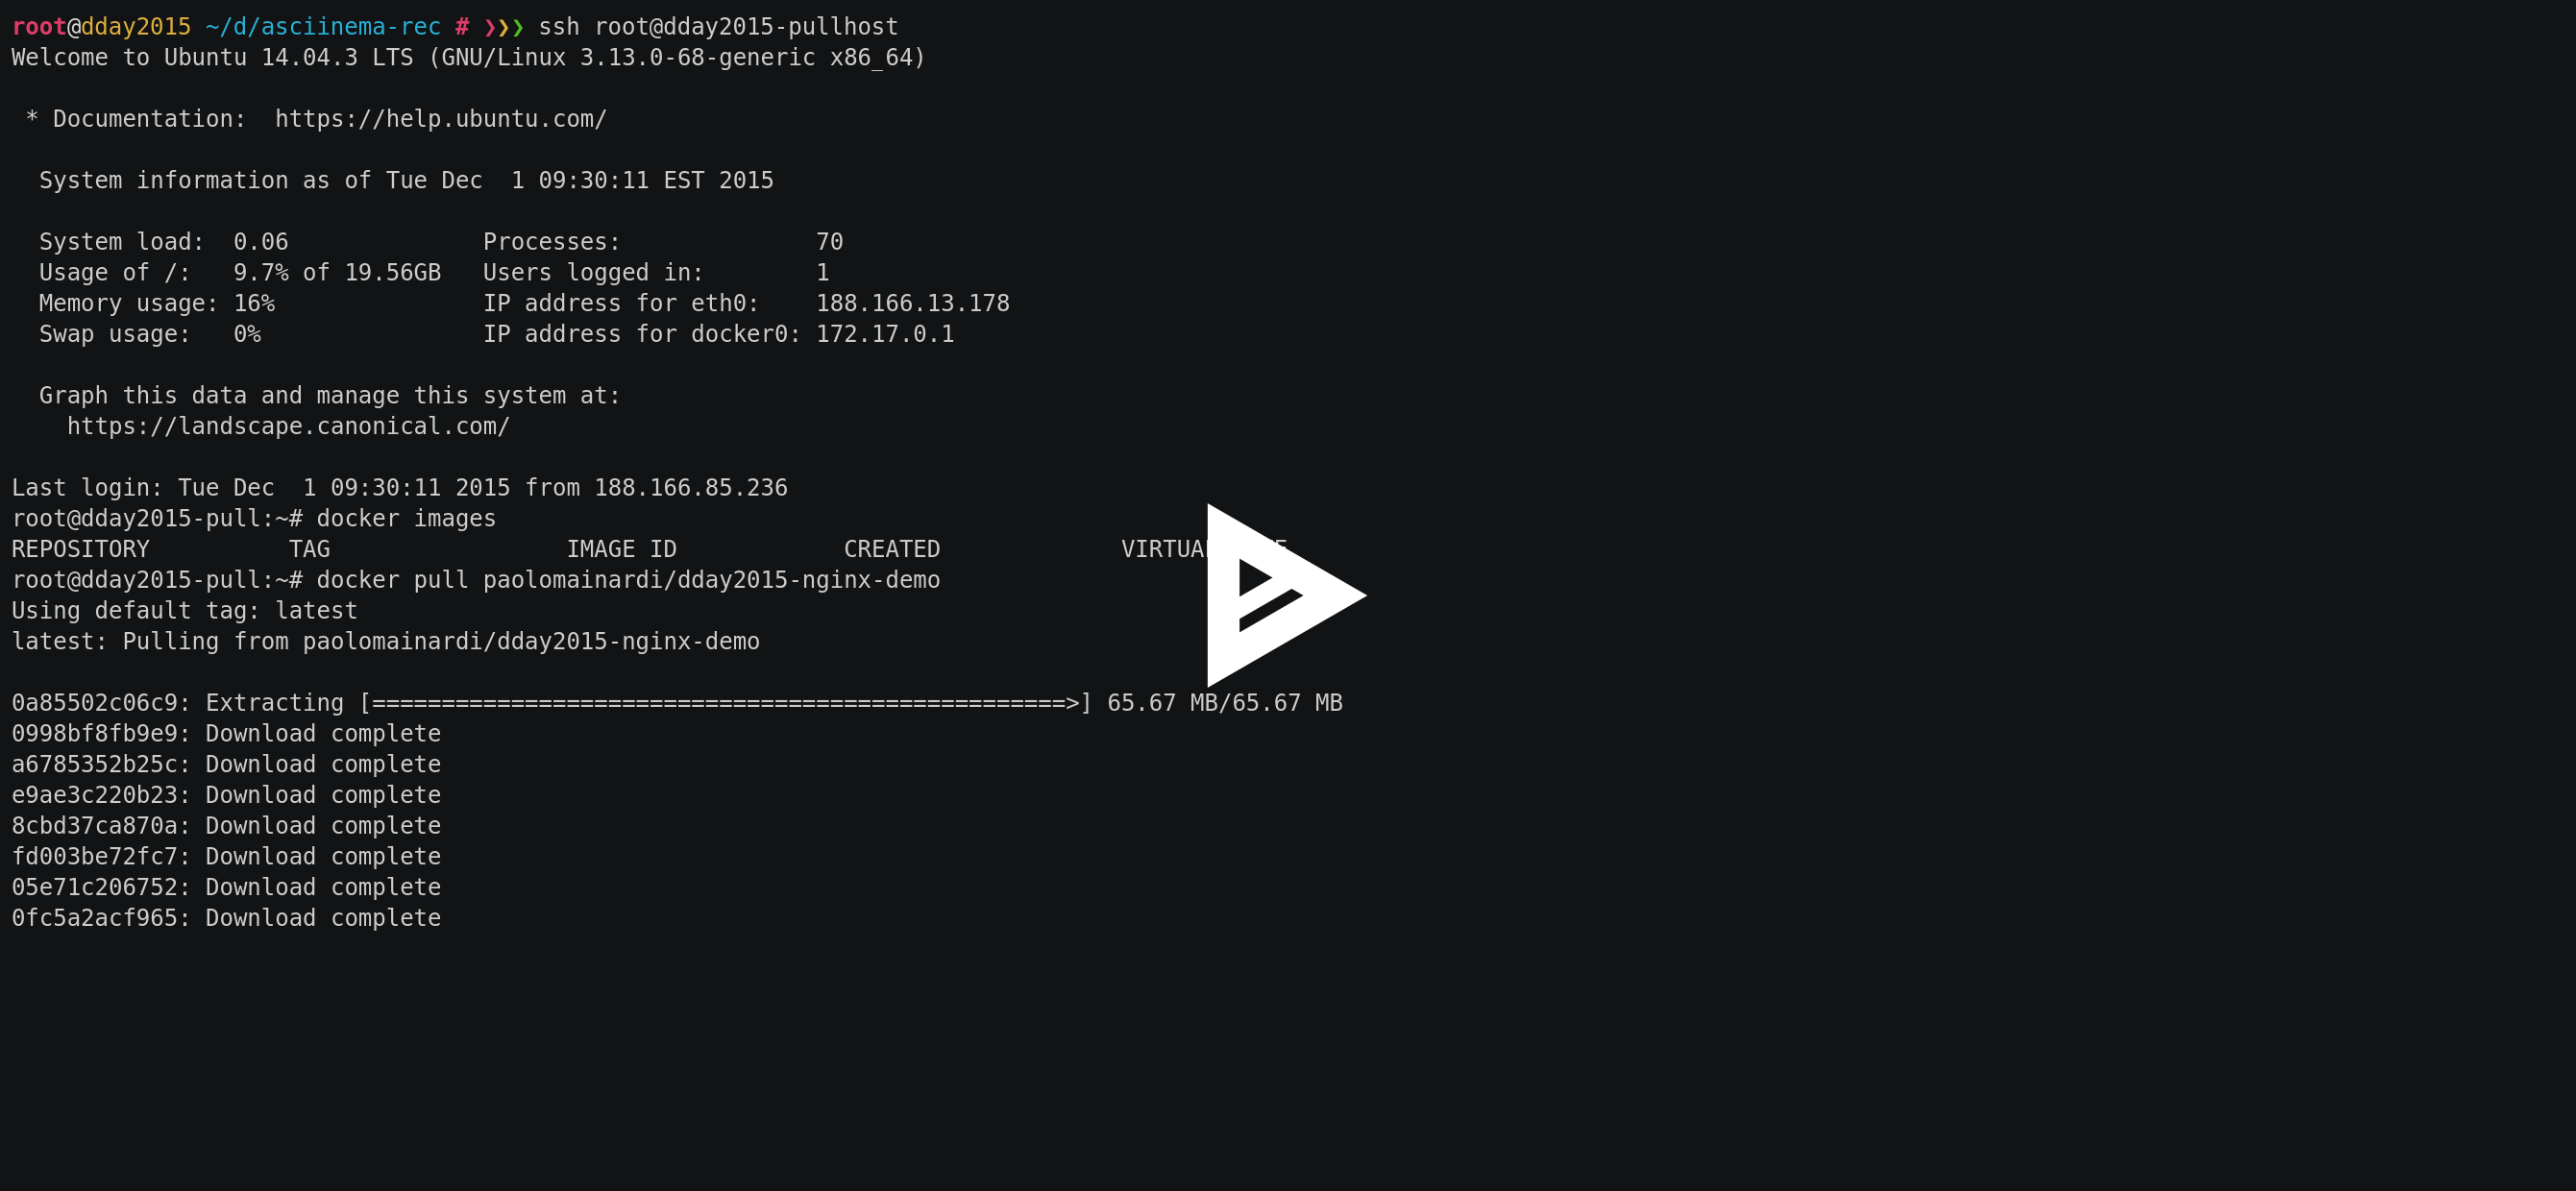 root@dday2015 ~/d/asciinema-rec # ❯❯❯ ssh root@dday2015-pullhost
Welcome to Ubuntu 14.04.3 LTS (GNU/Linux 3.13.0-68-generic x86_64)
* Documentation:  https://help.ubuntu.com/
System information as of Tue Dec  1 09:30:11 EST 2015
System load:  0.06              Processes:              70
Usage of /:   9.7% of 19.56GB   Users logged in:        1
Memory usage: 16%               IP address for eth0:    188.166.13.178
Swap usage:   0%                IP address for docker0: 172.17.0.1
Graph this data and manage this system at:
https://landscape.canonical.com/
Last login: Tue Dec  1 09:30:11 2015 from 188.166.85.236
root@dday2015-pull:~# docker images
REPOSITORY          TAG                 IMAGE ID            CREATED
root@dday2015-pull:~# docker pull paolomainardi/dday2015-nginx-demo
Using default tag: latest
latest: Pulling from paolomainardi/dday2015-nginx-demo
0a85502c06c9: Extracting [==================================================>] 65.67 MB/65.67 MB
0998bf8fb9e9: Download complete
a6785352b25c: Download complete
e9ae3c220b23: Download complete
8cbd37ca870a: Download complete
fd003be72fc7: Download complete
05e71c206752: Download complete
0fc5a2acf965: Download complete